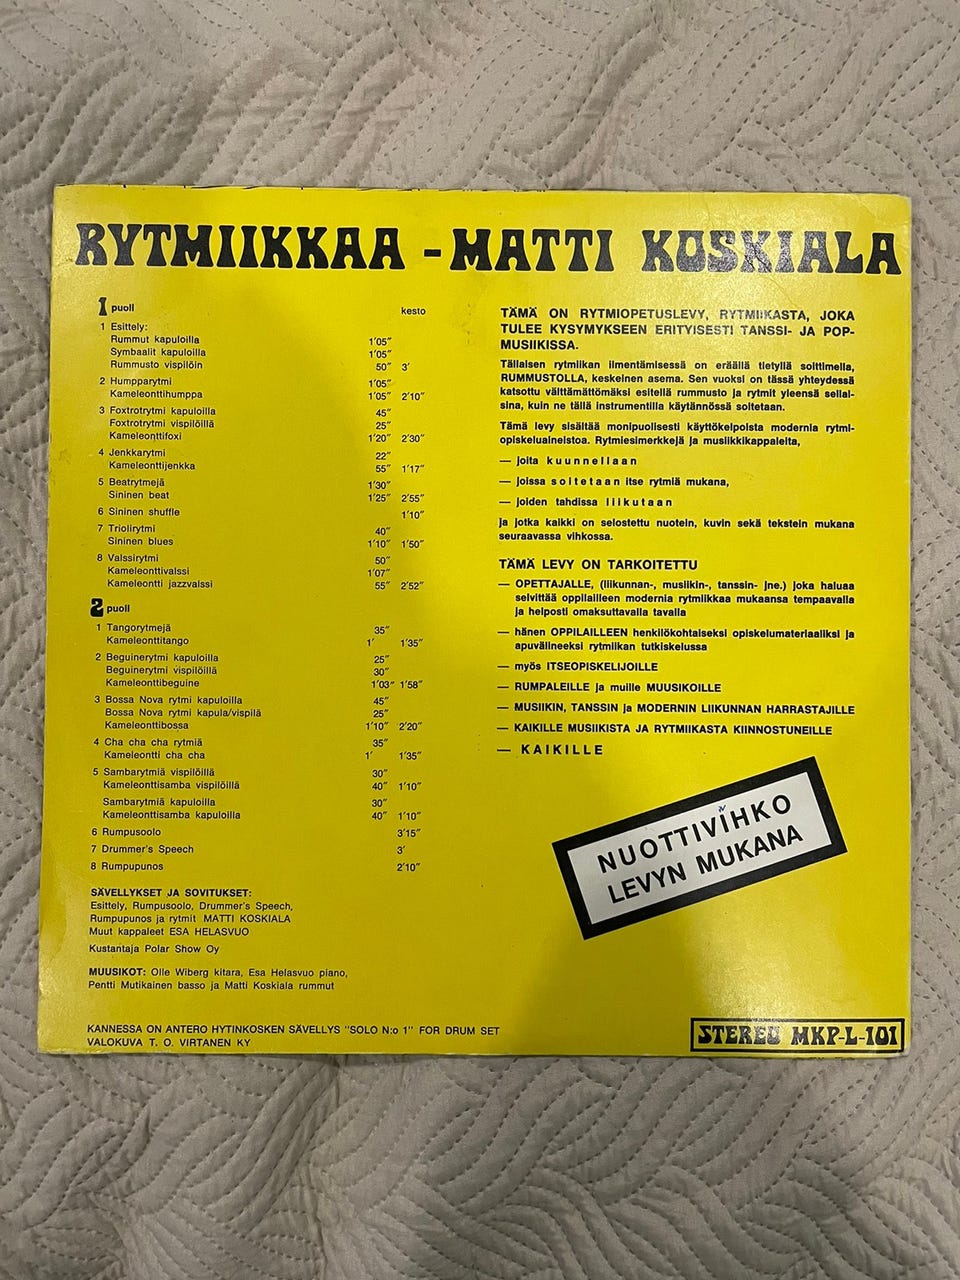 RYTMIIKKAA - MATTI KOSKIALA
1 puoli
kesto
1 Esittely:
Rummut kapuloilla 1'05"
Symbaalit kapuloilla 1'05"
Rummusto vispilöin 50" 3'
2 Humpparytmi 1'05"
Kameleonttihumppa 1'05" 2'10"
3 Foxtrotrytmi kapuloilla 45"
Foxtrotrytmi vispilöillä 25"
Kameleonttifoxi 1'20" 2'30"
4 Jenkkarytmi 22"
Kameleonttijenkka 55" 1'17"
5 Beatrytmejä 1'30"
Sininen beat 1'25" 2'55"
6 Sininen shuffle 1'10"
7 Triolirytmi 40"
Sininen blues 1'10" 1'50"
8 Valssirytmi 50"
Kameleonttivalssi 1'07"
Kameleontti jazzvalssi 55" 2'52"
2 puoli
1 Tangorytmejä 35"
Kameleonttitango 1' 1'35"
2 Beguinerytmi kapuloilla 25"
Beguinerytmi vispilöillä 30"
Kameleonttibeguine 1'03" 1'58"
3 Bossa Nova rytmi kapuloilla 45"
Bossa Nova rytmi kapula/vispilä 25"
Kameleonttibossa 1'10" 2'20"
4 Cha cha cha rytmiä 35"
Kameleontti cha cha 1' 1'35"
5 Sambarytmiä vispilöillä 30"
Kameleonttisamba vispilöillä 40" 1'10"
Sambarytmiä kapuloilla 30"
Kameleonttisamba kapuloilla 40" 1'10"
6 Rumpusoolo 3'15"
7 Drummer's Speech 3'
8 Rumpupunos 2'10"
SÄVELLYKSET JA SOVITUKSET:
Esittely, Rumpusoolo, Drummer's Speech,
Rumpupunos ja rytmit MATTI KOSKIALA
Muut kappaleet ESA HELASVUO
Kustantaja Polar Show Oy
MUUSIKOT: Olle Wiberg kitara, Esa Helasvuo piano,
Pentti Mutikainen basso ja Matti Koskiala rummut
KANNESSA ON ANTERO HYTINKOSKEN SÄVELLYS "SOLO N:o 1" FOR DRUM SET
VALOKUVA T. O. VIRTANEN KY
TÄMÄ ON RYTMIOPETUSLEVY, RYTMIIKASTA, JOKA
TULEE KYSYMYKSEEN ERITYISESTI TANSSI- JA POP-
MUSIIKISSA.
Tällaisen rytmiikan ilmentämisessä on eräällä tietyllä soittimella,
RUMMUSTOLLA, keskeinen asema. Sen vuoksi on tässä yhteydessä
katsottu välttämättömäksi esitellä rummusto ja rytmit yleensä sellai-
sina, kuin ne tällä instrumentilla käytännössä soitetaan.
Tämä levy sisältää monipuolisesti käyttökelpoista modernia rytmi-
opiskeluaineistoa. Rytmiesimerkkejä ja musiikkikappaleita,
— joita kuunnellaan
— joissa soitetaan itse rytmiä mukana,
— joiden tahdissa liikutaan
ja jotka kaikki on selostettu nuotein, kuvin sekä tekstein mukana
seuraavassa vihkossa.
TÄMÄ LEVY ON TARKOITETTU
— OPETTAJALLE, (liikunnan-, musiikin-, tanssin- jne.) joka haluaa
selvittää oppilailleen modernia rytmiikkaa mukaansa tempaavalla
ja helposti omaksuttavalla tavalla
— hänen OPPILAILLEEN henkilökohtaiseksi opiskelumateriaaliksi ja
apuvälineeksi rytmiikan tutkiskelussa
— myös ITSEOPISKELIJOILLE
— RUMPALEILLE ja muille MUUSIKOILLE
— MUSIIKIN, TANSSIN ja MODERNIN LIIKUNNAN HARRASTAJILLE
— KAIKILLE MUSIIKISTA JA RYTMIIKASTA KIINNOSTUNEILLE
— KAIKILLE
NUOTTIVIHKO
LEVYN MUKANA
STEREO MKP-L-101